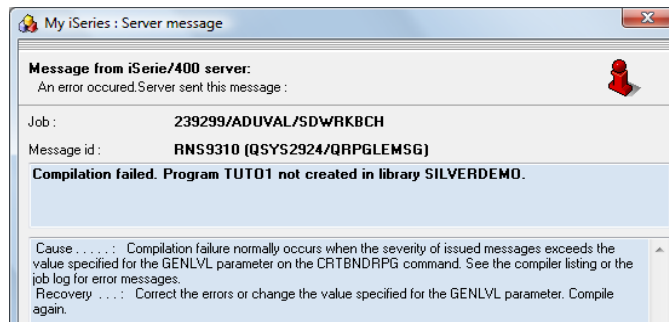 My iSeries : Server message
Message from iSerie/400 server:
An error occured.Server sent this message :
Job : 239299/ADUVAL/SDWRKBCH
Message id : RNS9310 (QSYS2924/QRPGLEMSG)
Compilation failed. Program TUTO1 not created in library SILVERDEMO.
Cause . . . . . : Compilation failure normally occurs when the severity of issued messages exceeds the
value specified for the GENLVL parameter on the CRTBNDRPG command. See the compiler listing or the
job log for error messages.
Recovery . . . : Correct the errors or change the value specified for the GENLVL parameter. Compile
again.